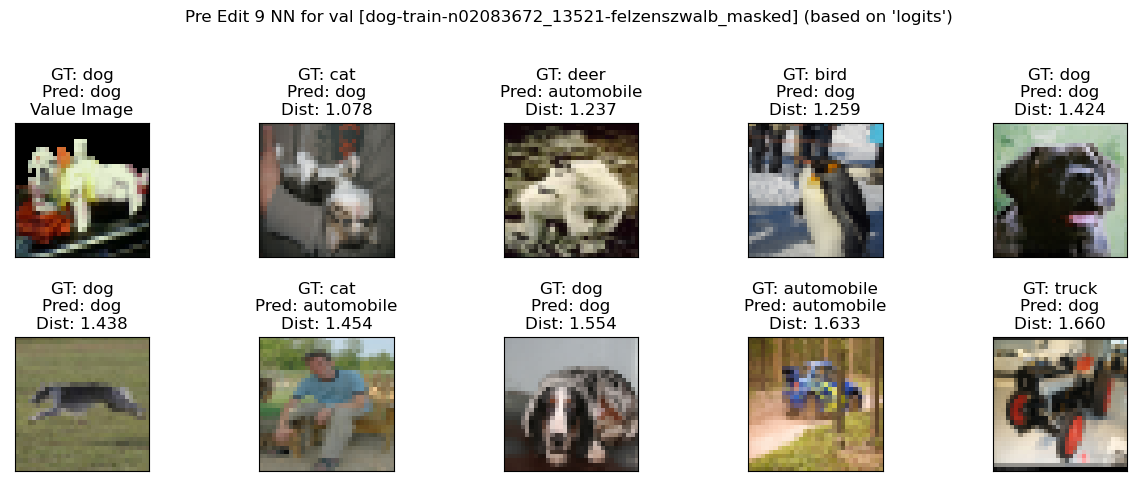 Pre Edit 9 NN for val [dog-train-n02083672_13521-felzenszwalb_masked] (based on 'logits')
GT: dog
Pred: dog
Value Image
GT: cat
Pred: dog
Dist: 1.078
GT: deer
Pred: automobile
Dist: 1.237
GT: bird
Pred: dog
Dist: 1.259
GT: dog
Pred: dog
Dist: 1.424
GT: dog
Pred: dog
Dist: 1.438
GT: cat
Pred: automobile
Dist: 1.454
GT: dog
Pred: dog
Dist: 1.554
GT: automobile
Pred: automobile
Dist: 1.633
GT: truck
Pred: dog
Dist: 1.660